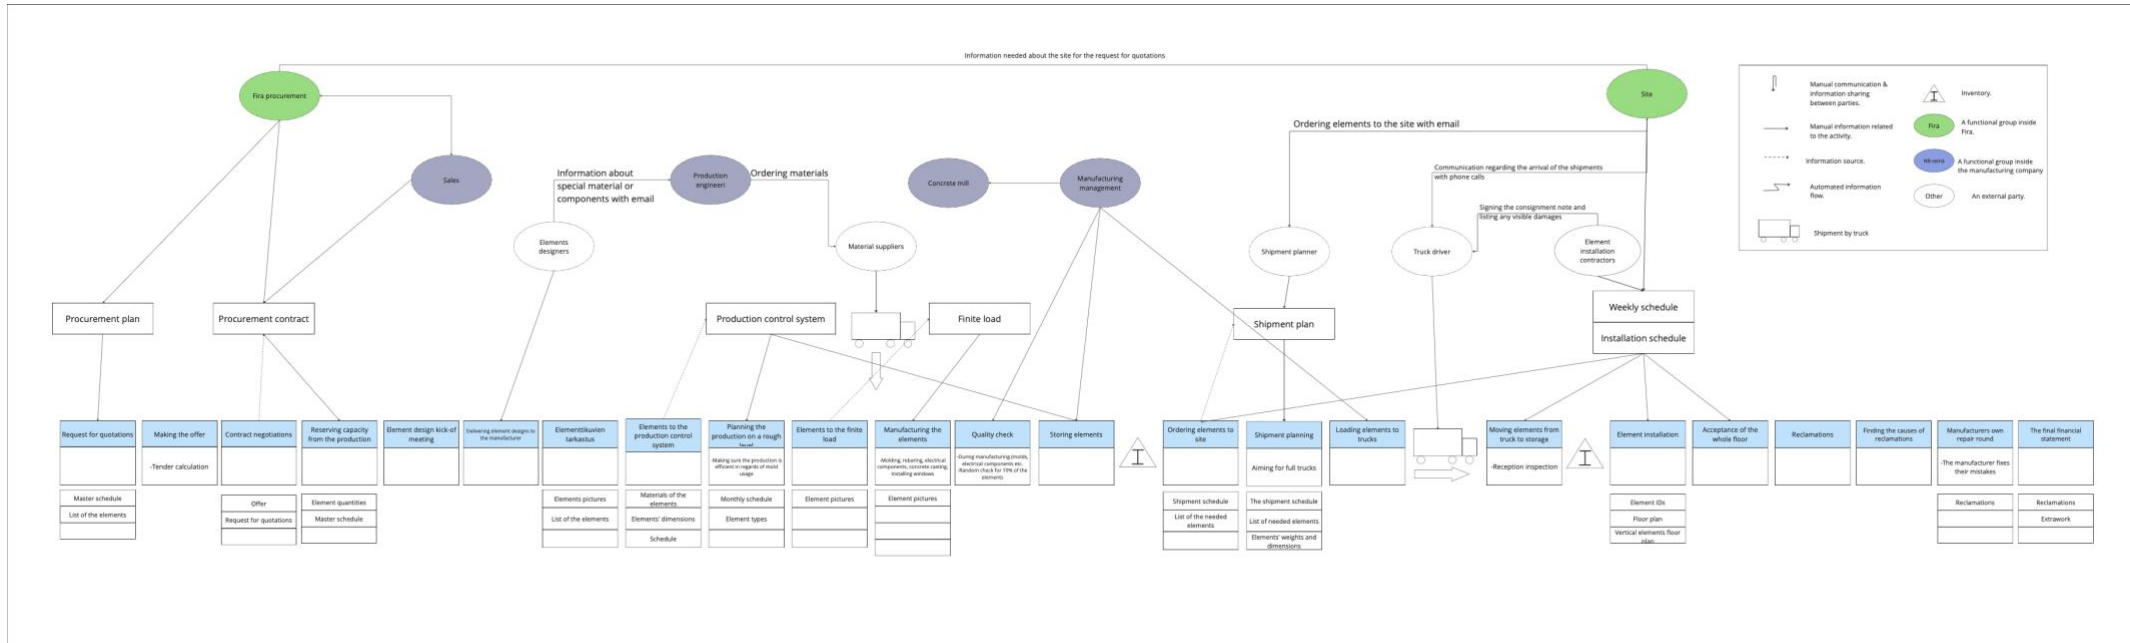 Information needed about the site for the request for quotations
Fira procurement
Site
Manual communication &
information sharing
between parties.
Inventory.
Manual information related
to the activity.
Fira
A functional group inside
Fira.
Information source.
A functional group inside
the manufacturing company
Automated information
flow.
Other
An external party.
Shipment by truck
Ordering elements to the site with email
Sales
Information about
special material or
components with email
Production
engineeri
Ordering materials
Concrete mill
Manufacturing
management
Communication regarding the arrival of the shipments
with phone calls
Signing the consignment note and
listing any visible damages
Elements
designers
Material suppliers
Shipment planner
Truck driver
Element
installation
contractors
Procurement plan
Procurement contract
Production control system
Finite load
Shipment plan
Weekly schedule
Installation schedule
Request for quotations
Master schedule
List of the elements
Making the offer
-Tender calculation
Contract negotiations
Offer
Request for quotations
Reserving capacity
from the production
Element quantities
Master schedule
Element design kick-of
meeting
Delivering element designs to
the manufacturer
Elementtikuvien
tarkastus
Elements pictures
List of the elements
Elements to the
production control
system
Materials of the
elements
Elements' dimensions
Schedule
Planning the
production on a rough
level
-Making sure the production is
efficient in regards of mold
usage
Monthly schedule
Element types
Elements to the finite
load
Element pictures
Manufacturing the
elements
-Molding, rebaring, electrical
components, concrete casting,
installing windows
Element pictures
Quality check
-During manufacturing (molds,
electrical components etc.
-Random check for 10% of the
elements
Storing elements
Ordering elements to
site
Shipment schedule
List of the needed
elements
Shipment planning
Aiming for full trucks
The shipment schedule
List of needed elements
Elements' weights and
dimensions
Loading elements to
trucks
Moving elements from
truck to storage
-Reception inspection
Element installation
Element IDs
Floor plan
Vertical elements floor
plan
Acceptance of the
whole floor
Reclamations
Finding the causes of
reclamations
Manufacturers own
repair round
-The manufacturer fixes
their mistakes
Reclamations
The final financial
statement
Reclamations
Extrawork